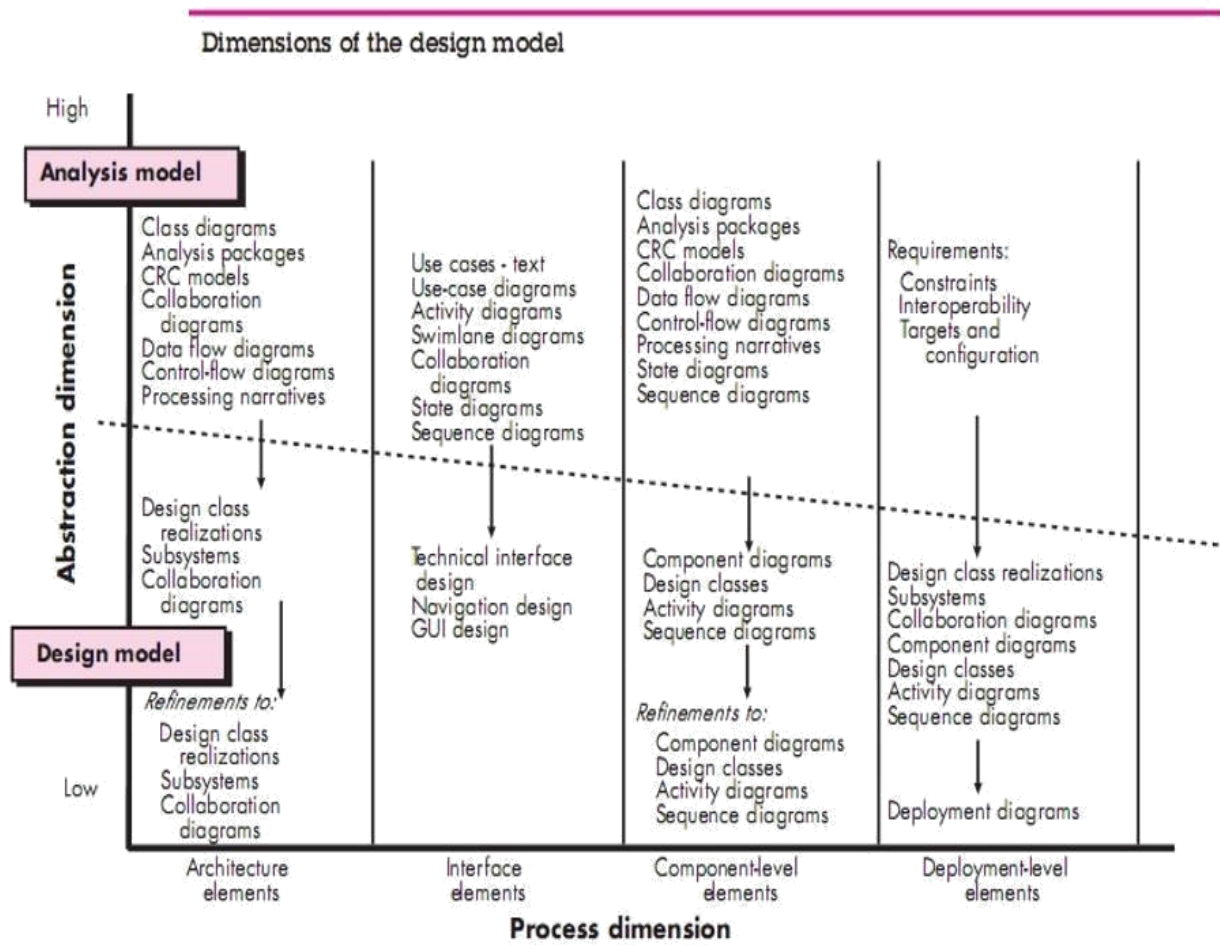 Dimensions of the design model
High
Analysis model
Abstraction dimension
Design model
Low
Class diagrams
Analysis packages
CRC models
Collaboration
diagrams
Data flow diagrams
Control-flow diagrams
Processing narratives
Design class
realizations
Subsystems
Collaboration
diagrams
Refinements to:
Design class
realizations
Subsystems
Collaboration
diagrams
Use cases - text
Use-case diagrams
Activity diagrams
Swimlane diagrams
Collaboration
diagrams
State diagrams
Sequence diagrams
Technical interface
design
Navigation design
GUI design
Class diagrams
Analysis packages
CRC models
Collaboration diagrams
Data flow diagrams
Control-flow diagrams
Processing narratives
State diagrams
Sequence diagrams
Component diagrams
Design classes
Activity diagrams
Sequence diagrams
Refinements to:
Component diagrams
Design classes
Activity diagrams
Sequence diagrams
Requirements:
Constraints
Interoperability
Targets and
configuration
Design class realizations
Subsystems
Collaboration diagrams
Component diagrams
Design classes
Activity diagrams
Sequence diagrams
Deployment diagrams
Architecture
elements
Interface
elements
Component-level
elements
Deployment-level
elements
Process dimension